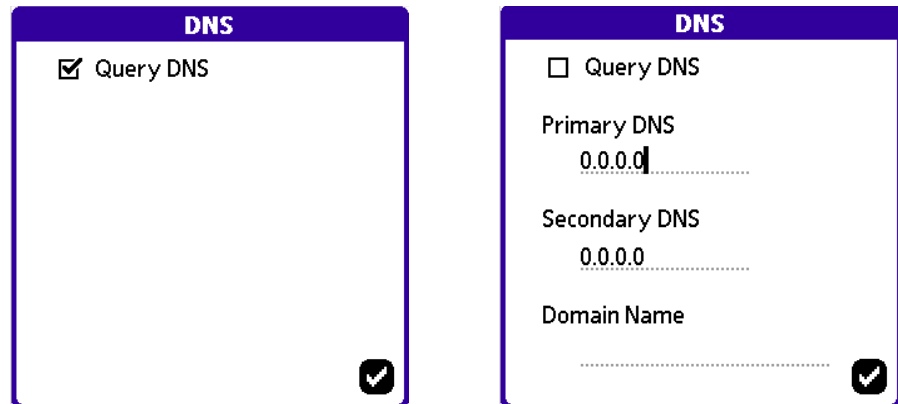 DNS
Query DNS
DNS
Query DNS
Primary DNS
0.0.0.0
Secondary DNS
0.0.0.0
Domain Name